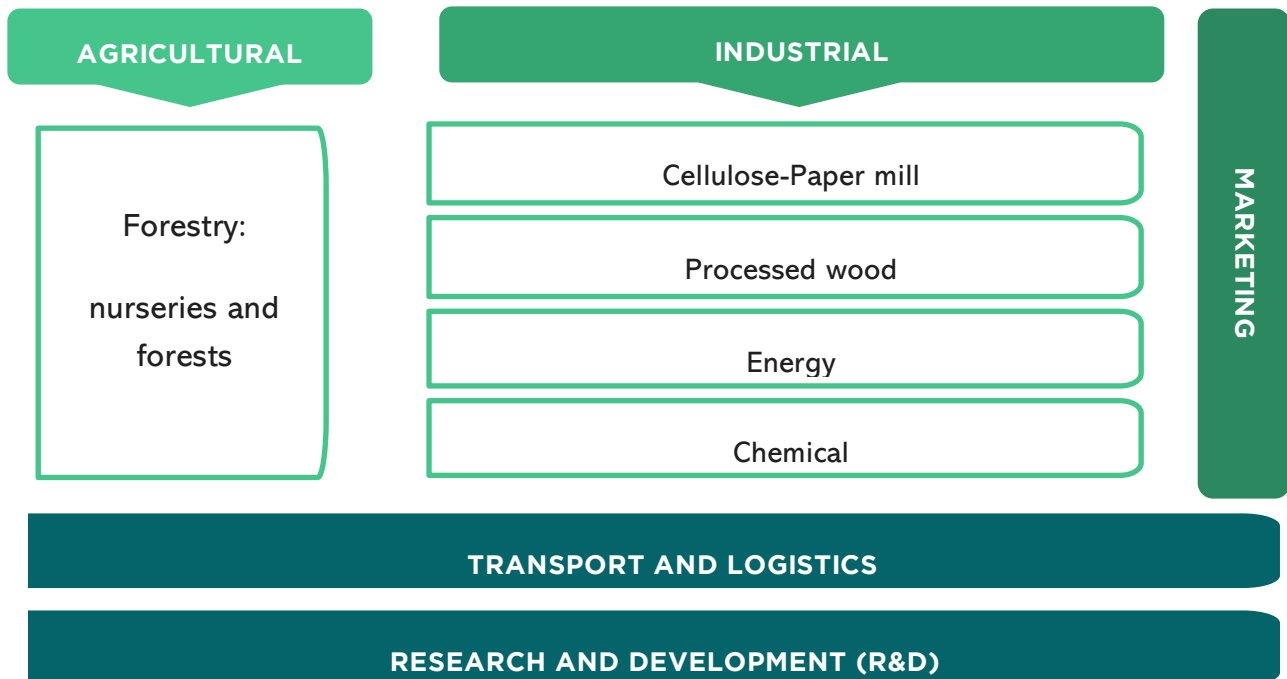 AGRICULTURAL
INDUSTRIAL
MARKETING
Forestry:
nurseries and
forests
Cellulose-Paper mill
Processed wood
Energy
Chemical
TRANSPORT AND LOGISTICS
RESEARCH AND DEVELOPMENT (R&D)